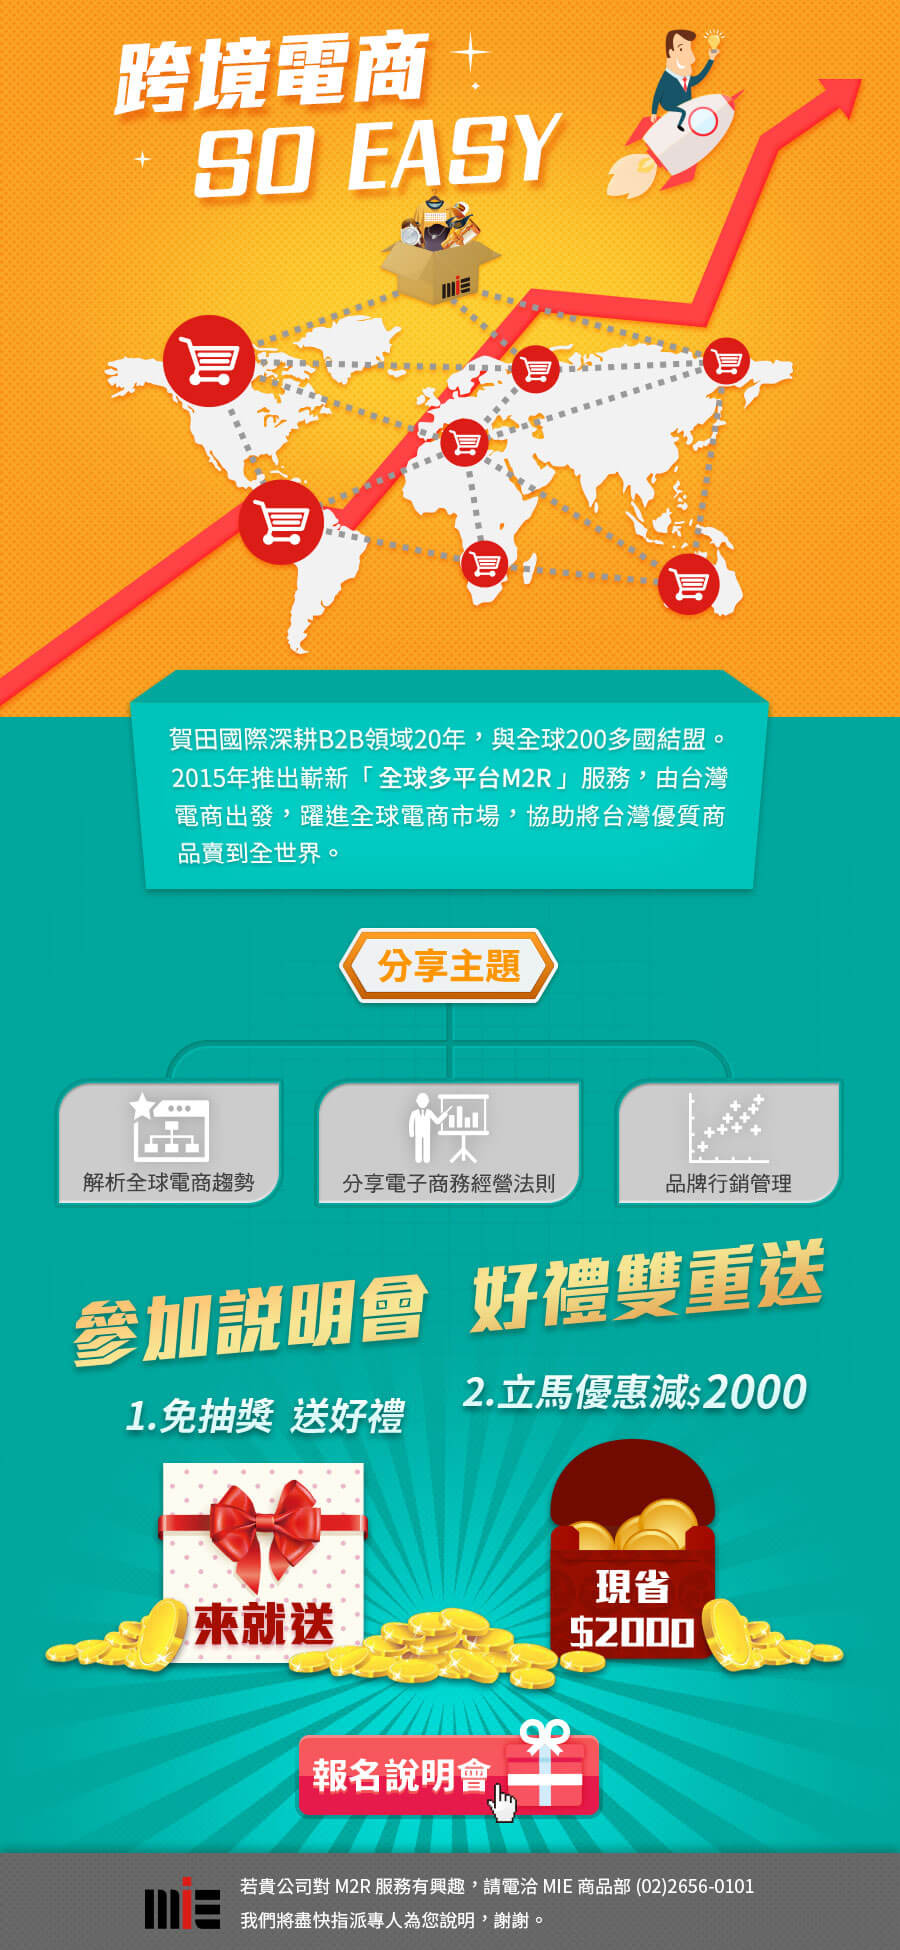 跨境電商
SO EASY
MiE
賀田國際深耕B2B領域20年，與全球200多國結盟。
2015年推出嶄新「全球多平台M2R」服務，由台灣
電商出發，躍進全球電商市場，協助將台灣優質商
品賣到全世界。
分享主題
解析全球電商趨勢
分享電子商務經營法則
品牌行銷管理
參加說明會 好禮雙重送
1.免抽獎 送好禮
2.立馬優惠減$2000
來就送
現省
$2000
報名說明會
MiE
若貴公司對 M2R 服務有興趣，請電洽 MIE 商品部 (02)2656-0101
我們將盡快指派專人為您說明，謝謝。